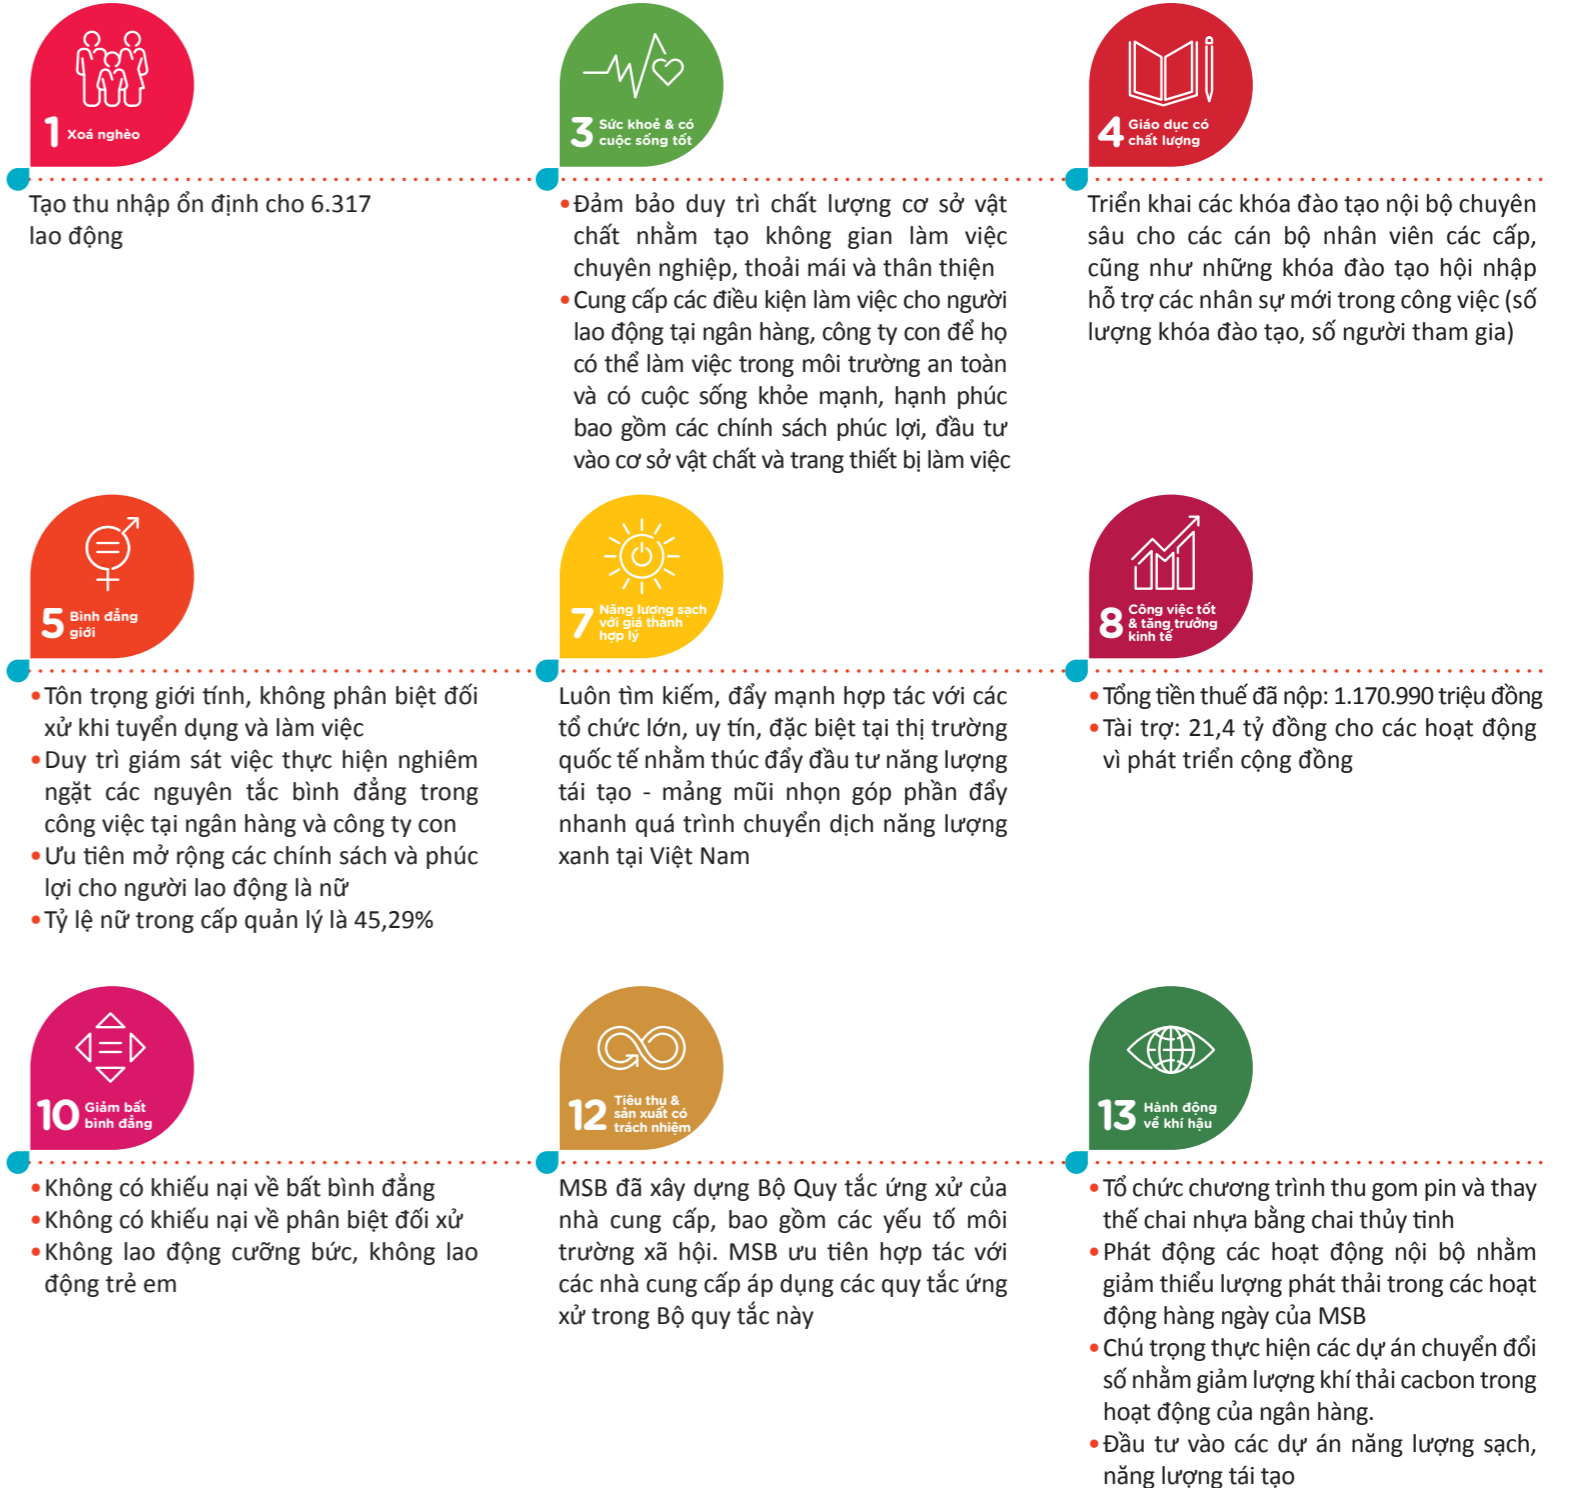 1 Xoá nghèo
Tạo thu nhập ổn định cho 6.317
lao động
3 Sức khoẻ & có
cuộc sống tốt
•Đảm bảo duy trì chất lượng cơ sở vật
chất nhằm tạo không gian làm việc
chuyên nghiệp, thoải mái và thân thiện
•Cung cấp các điều kiện làm việc cho người
lao động tại ngân hàng, công ty con để họ
có thể làm việc trong môi trường an toàn
và có cuộc sống khỏe mạnh, hạnh phúc
bao gồm các chính sách phúc lợi, đầu tư
vào cơ sở vật chất và trang thiết bị làm việc
4 Giáo dục có
chất lượng
Triển khai các khóa đào tạo nội bộ chuyên
sâu cho các cán bộ nhân viên các cấp,
cũng như những khóa đào tạo hội nhập
hỗ trợ các nhân sự mới trong công việc (số
lượng khóa đào tạo, số người tham gia)
5 Bình đẳng
giới
•Tôn trọng giới tính, không phân biệt đối
xử khi tuyển dụng và làm việc
•Duy trì giám sát việc thực hiện nghiêm
ngặt các nguyên tắc bình đẳng trong
công việc tại ngân hàng và công ty con
•Ưu tiên mở rộng các chính sách và phúc
lợi cho người lao động là nữ
•Tỷ lệ nữ trong cấp quản lý là 45,29%
7 Năng lượng sạch
với giá thành
hợp lý
Luôn tìm kiếm, đẩy mạnh hợp tác với các
tổ chức lớn, uy tín, đặc biệt tại thị trường
quốc tế nhằm thúc đẩy đầu tư năng lượng
tái tạo - mảng mũi nhọn góp phần đẩy
nhanh quá trình chuyển dịch năng lượng
xanh tại Việt Nam
8 Công việc tốt
& tăng trưởng
kinh tế
•Tổng tiền thuế đã nộp: 1.170.990 triệu đồng
•Tài trợ: 21,4 tỷ đồng cho các hoạt động
vì phát triển cộng đồng
10 Giảm bất
bình đẳng
•Không có khiếu nại về bất bình đẳng
•Không có khiếu nại về phân biệt đối xử
•Không lao động cưỡng bức, không lao
động trẻ em
12 Tiêu thụ &
sản xuất có
trách nhiệm
MSB đã xây dựng Bộ Quy tắc ứng xử của
nhà cung cấp, bao gồm các yếu tố môi
trường xã hội. MSB ưu tiên hợp tác với
các nhà cung cấp áp dụng các quy tắc ứng
xử trong Bộ quy tắc này
13 Hành động
về khí hậu
•Tổ chức chương trình thu gom pin và thay
thế chai nhựa bằng chai thủy tinh
•Phát động các hoạt động nội bộ nhằm
giảm thiểu lượng phát thải trong các hoạt
động hàng ngày của MSB
•Chú trọng thực hiện các dự án chuyển đổi
số nhằm giảm lượng khí thải cacbon trong
hoạt động của ngân hàng.
•Đầu tư vào các dự án năng lượng sạch,
năng lượng tái tạo